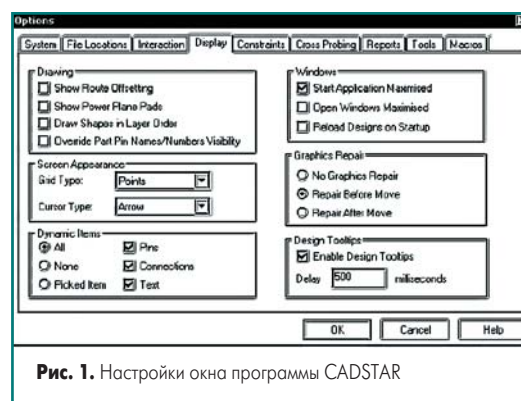 Options
System File Locations Interaction Display Constraints Cross Probing Reports Tools Macros
Drawing
Show Route Offsetting
Show Power Plane Pads
Draw Shapes in Layer Order
Override Part Pin Names/Numbers Visibility
Screen Appearance
Grid Type: Points
Cursor Type: Arrow
Dynamic Items
All Pins
None Connections
Picked Item Text
Windows
Start Application Maximised
Open Windows Maximised
Reload Designs on Startup
Graphics Repair
No Graphics Repair
Repair Before Move
Repair After Move
Design Tooltips
Enable Design Tooltips
Delay 500 milliseconds
OK Cancel Help
Рис. 1. Настройки окна программы CADSTAR